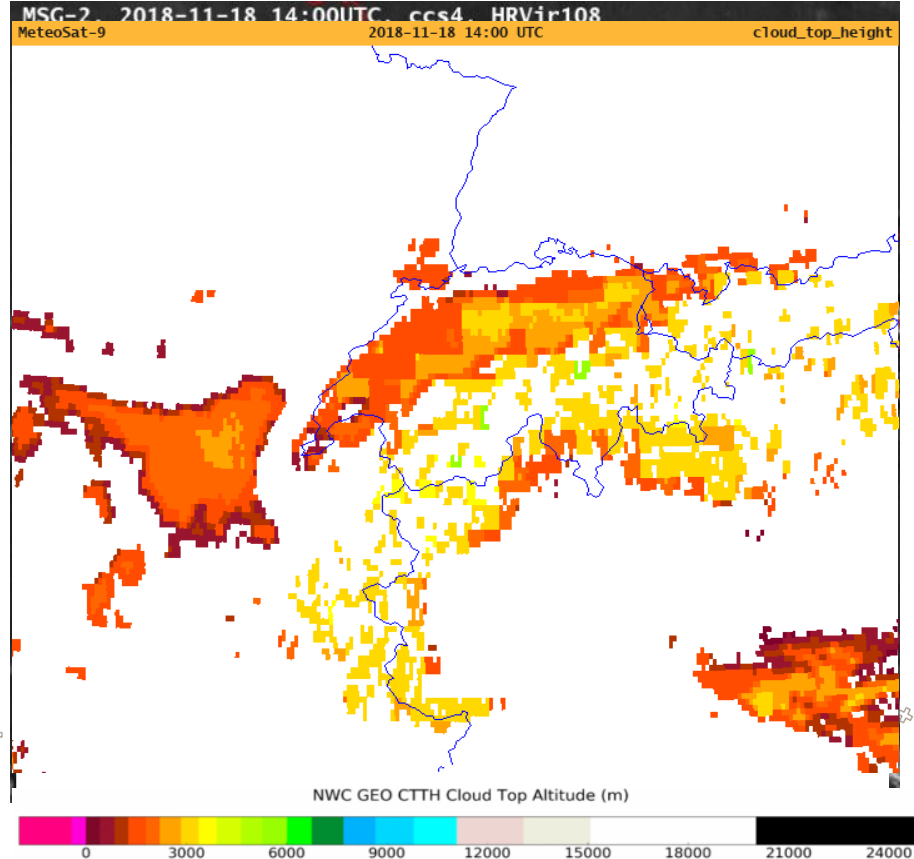 MSG-2, 2018-11-18 14:00UTC, ccs4, HRVir108
MeteoSat-9 2018-11-18 14:00 UTC cloud_top_height
NWC GEO CTTH Cloud Top Altitude (m)
0 3000 6000 9000 12000 15000 18000 21000 24000